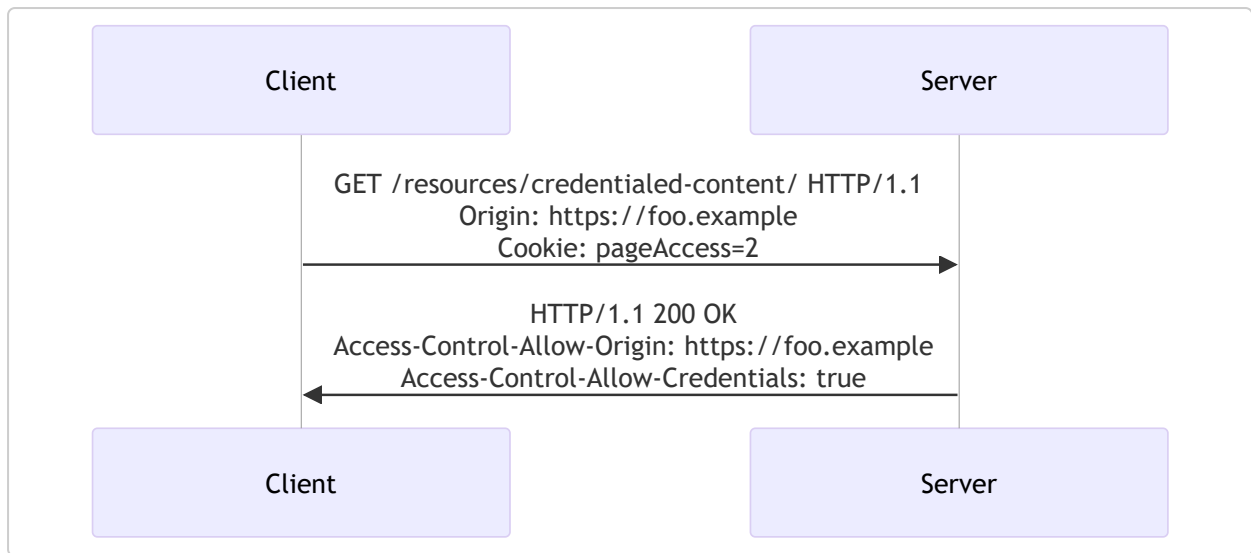 Client
Server
GET /resources/credentialed-content/ HTTP/1.1
Origin: https://foo.example
Cookie: pageAccess=2
HTTP/1.1 200 OK
Access-Control-Allow-Origin: https://foo.example
Access-Control-Allow-Credentials: true
Client
Server